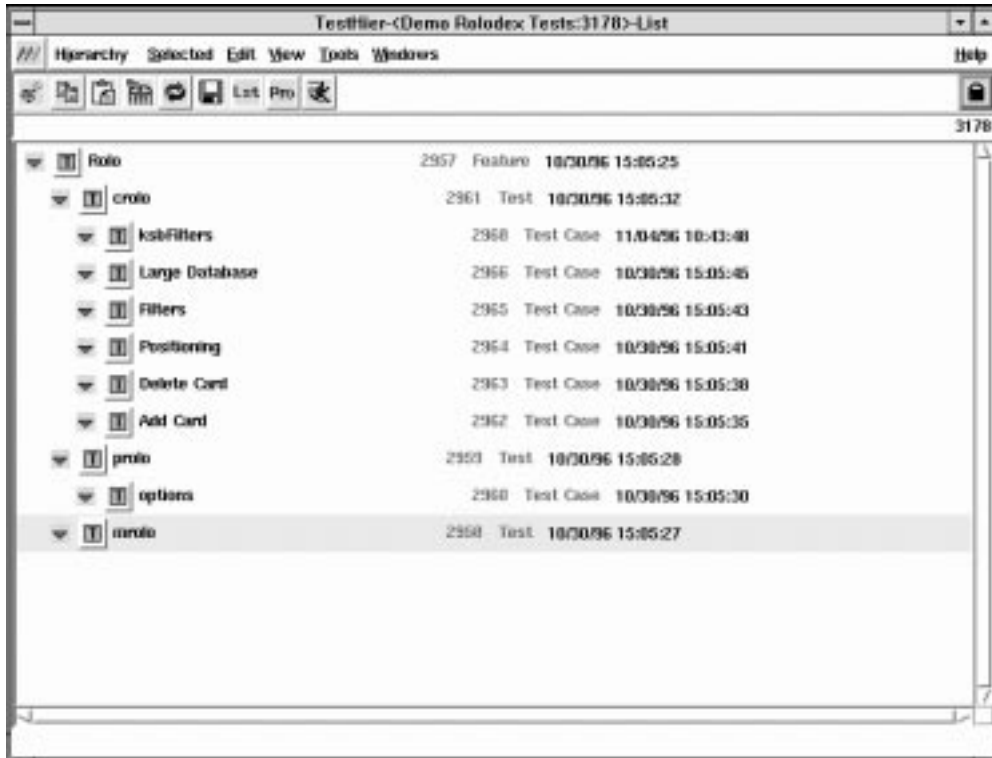 TestHier-<Demo Rolodex Tests:3178>-List
Hierarchy Selected Edit View Tools Windows Help
Lst Pro
3178
Rolo 2957 Feature 10/30/96 15:05:25
crolo 2961 Test 10/30/96 15:05:32
ksbFilters 2968 Test Case 11/04/96 10:43:48
Large Database 2966 Test Case 10/30/96 15:05:45
Filters 2965 Test Case 10/30/96 15:05:43
Positioning 2964 Test Case 10/30/96 15:05:41
Delete Card 2963 Test Case 10/30/96 15:05:38
Add Card 2962 Test Case 10/30/96 15:05:35
prolo 2959 Test 10/30/96 15:05:28
options 2960 Test Case 10/30/96 15:05:30
mrolo 2958 Test 10/30/96 15:05:27